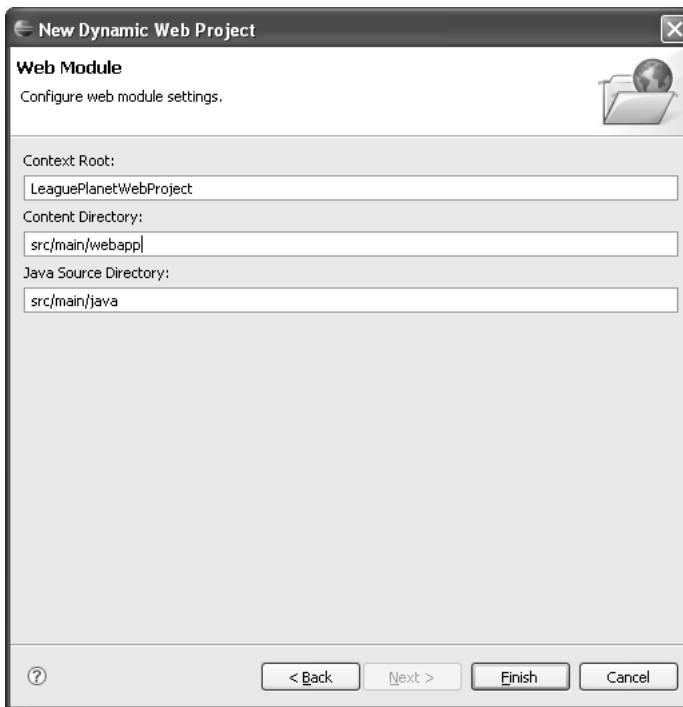 New Dynamic Web Project
Web Module
Configure web module settings.
Context Root:
LeaguePlanetWebProject
Content Directory:
src/main/webapp
Java Source Directory:
src/main/java
?
< Back
Next >
Finish
Cancel